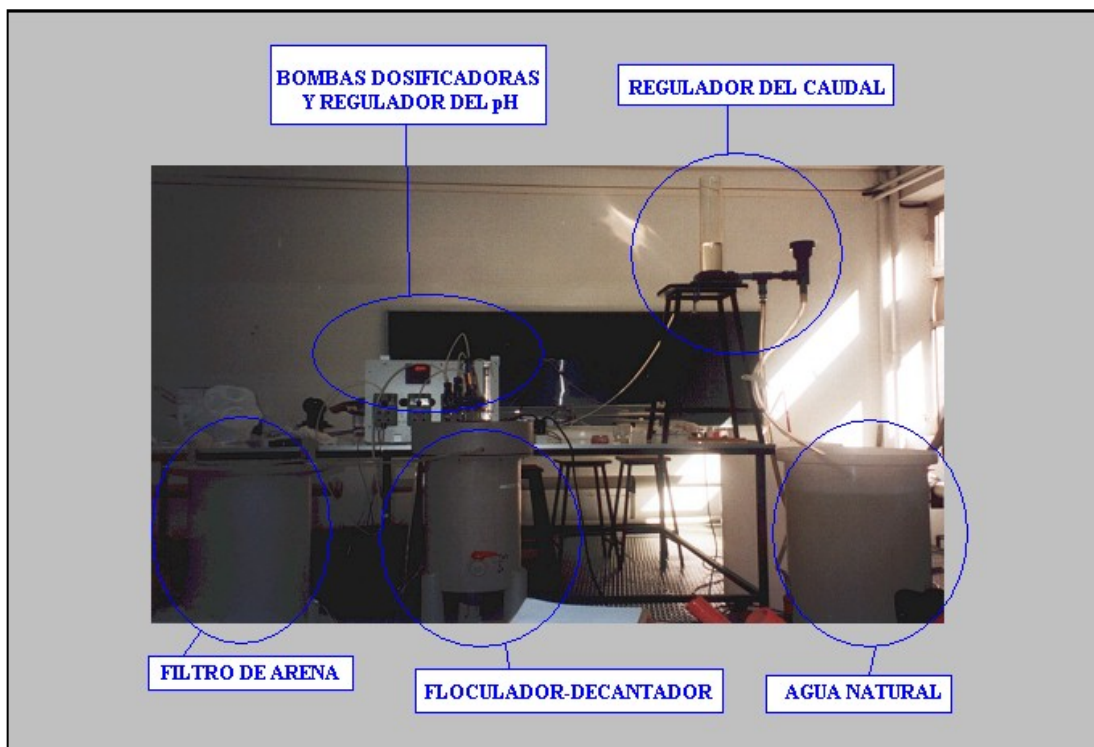 BOMBAS DOSIFICADORAS
Y REGULADOR DEL pH
REGULADOR DEL CAUDAL
FILTRO DE ARENA
FLOCULADOR-DECANTADOR
AGUA NATURAL